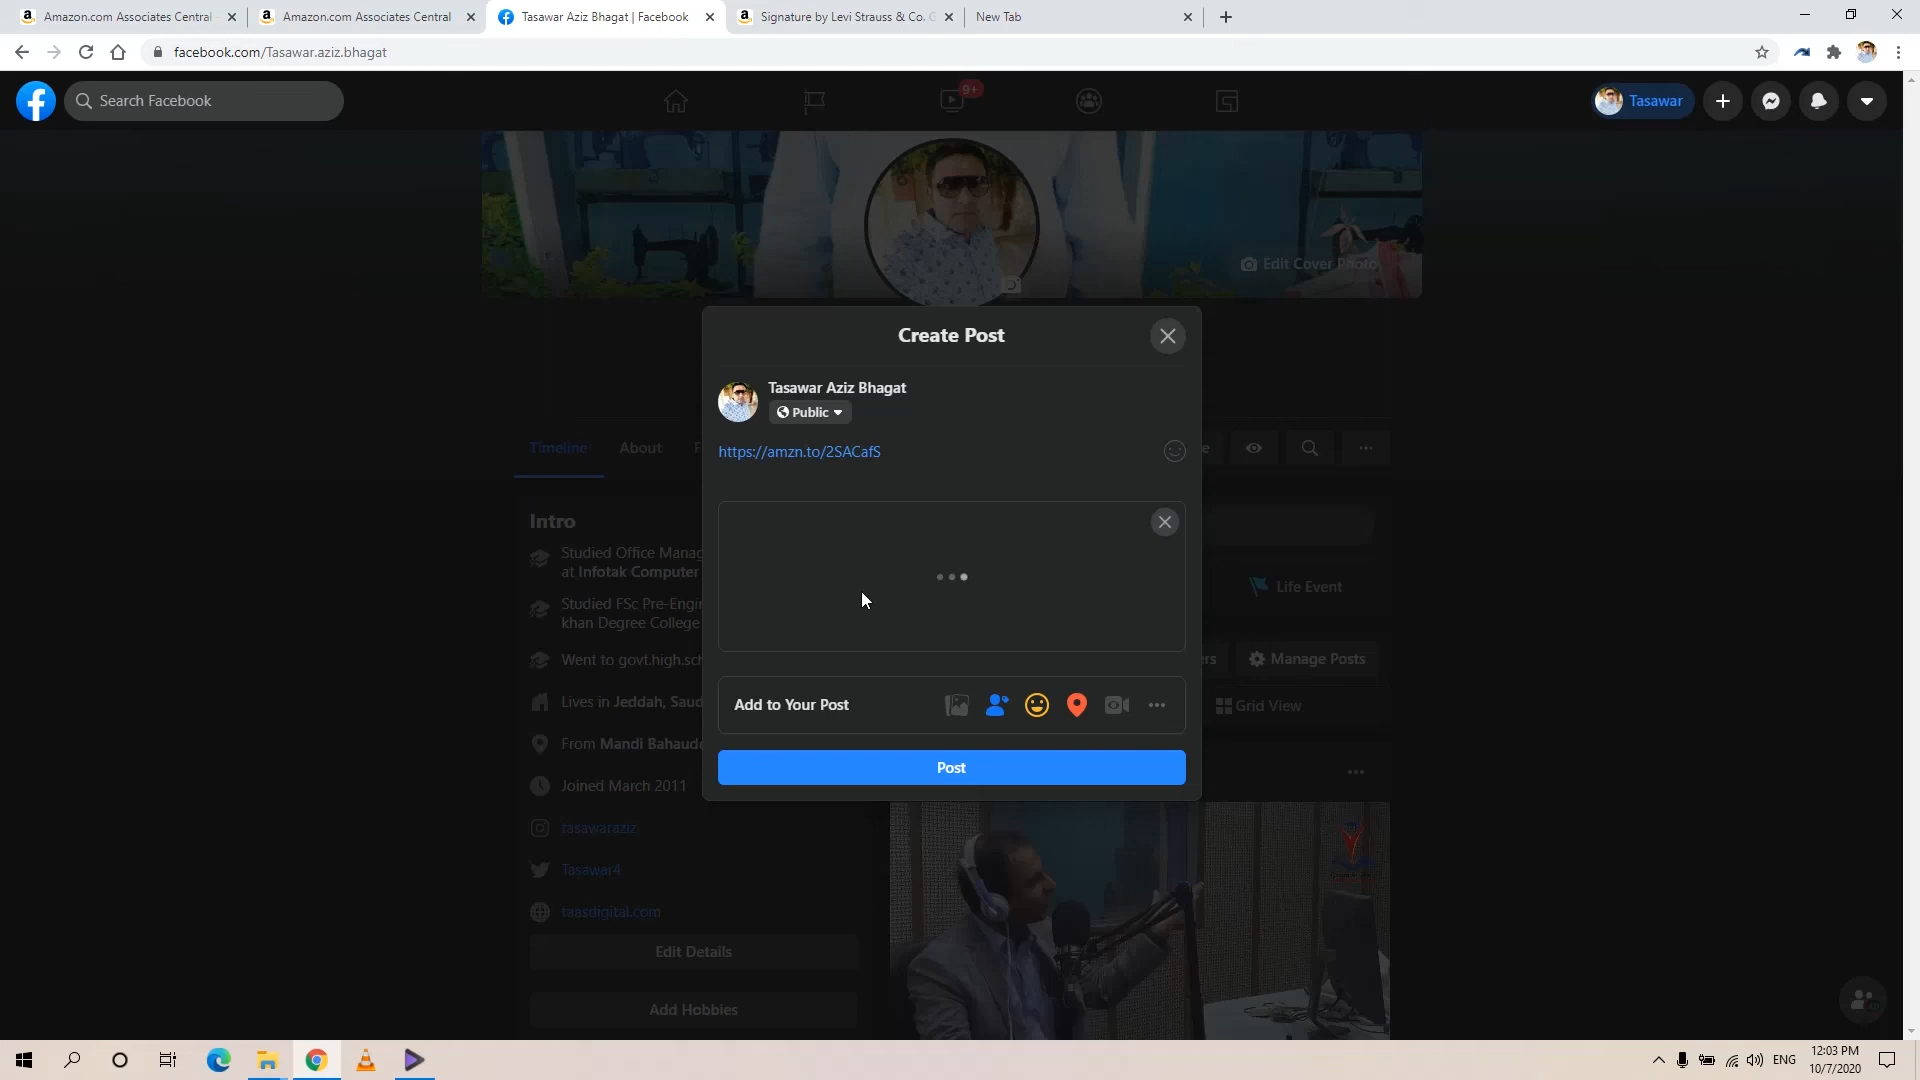 Amazon.com Associates Central
Amazon.com Associates Central
Tasawar Aziz Bhagat | Facebook
Signature by Levi Strauss & Co. G
New Tab
facebook.com/Tasawar.aziz.bhagat
Search Facebook
9+
Tasawar
Edit Cover Photo
Create Post
Tasawar Aziz Bhagat
Public
https://amzn.to/2SACafS
Timeline
About
Intro
Studied Office Manag
at Infotak Computer
Studied FSc Pre-Engin
khan Degree College
Life Event
Went to govt.high.sch
Manage Posts
Lives in Jeddah, Saud
Add to Your Post
Grid View
From Mandi Bahaudd
Post
Joined March 2011
tasawaraziz
Tasawar4
taasdigital.com
Edit Details
Add Hobbies
ENG
12:03 PM
10/7/2020